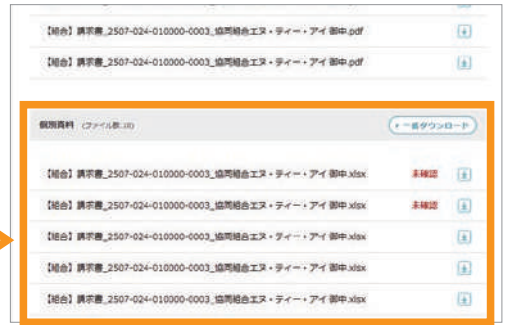 【組合】請求書_2507-024-010000-0003_協同組合エヌ・ティー・アイ 御中.pdf
【組合】請求書_2507-024-010000-0003_協同組合エヌ・ティー・アイ 御中.pdf
個別資料 (ファイル数:10) 一括ダウンロード
【組合】請求書_2507-024-010000-0003_協同組合エヌ・ティー・アイ 御中.xlsx 未確認
【組合】請求書_2507-024-010000-0003_協同組合エヌ・ティー・アイ 御中.xlsx 未確認
【組合】請求書_2507-024-010000-0003_協同組合エヌ・ティー・アイ 御中.xlsx
【組合】請求書_2507-024-010000-0003_協同組合エヌ・ティー・アイ 御中.xlsx
【組合】請求書_2507-024-010000-0003_協同組合エヌ・ティー・アイ 御中.xlsx